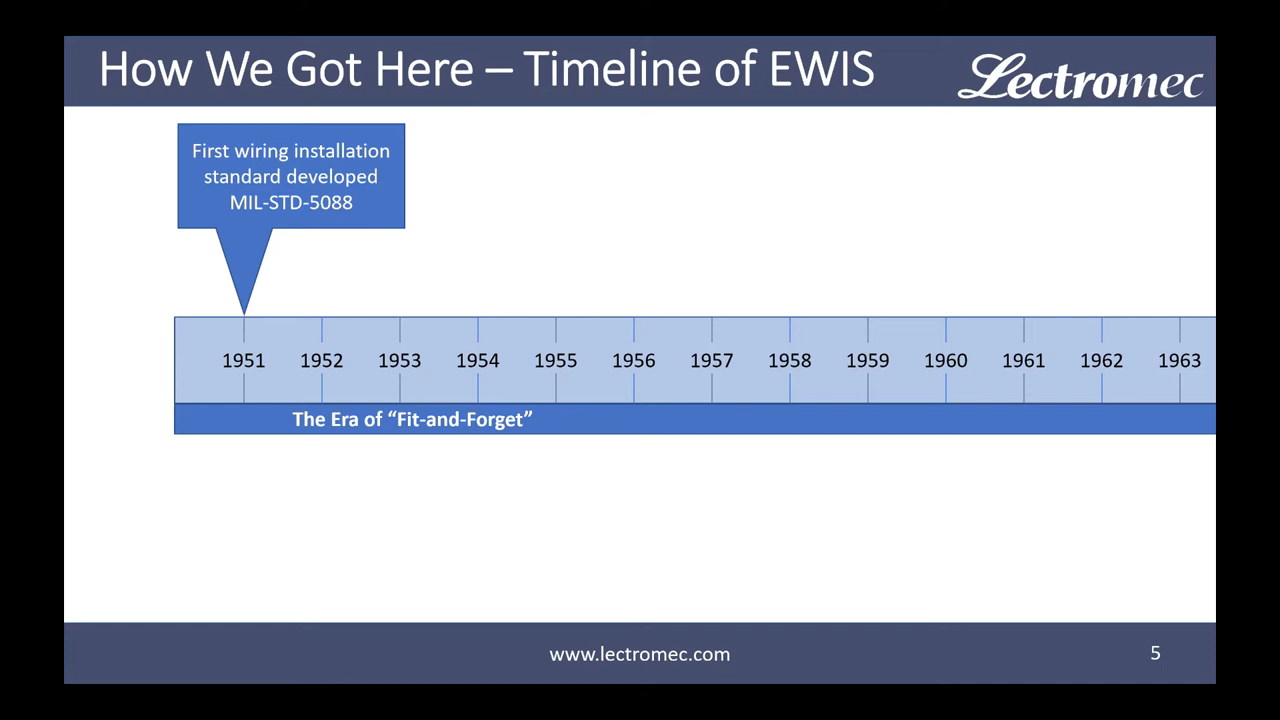 How We Got Here – Timeline of EWIS
Lectromec
First wiring installation
standard developed
MIL-STD-5088
1951 1952 1953 1954 1955 1956 1957 1958 1959 1960 1961 1962 1963
The Era of “Fit-and-Forget”
www.lectromec.com
5